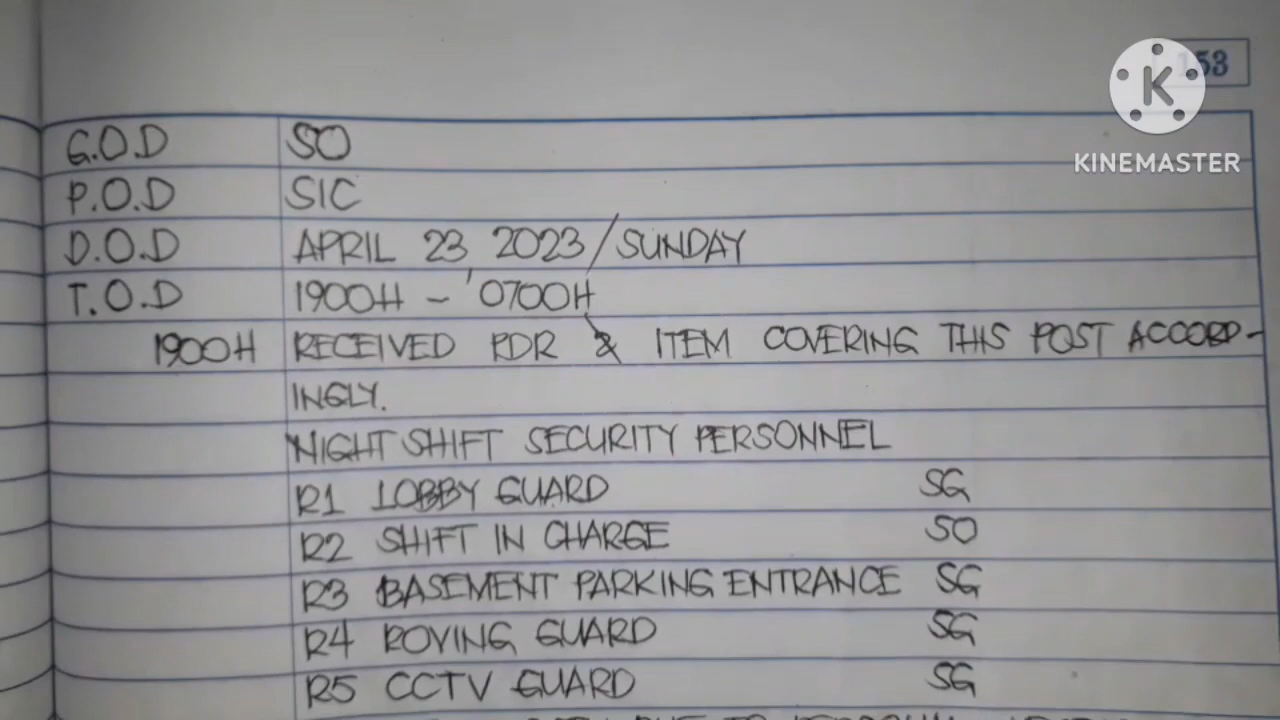 153
KINEMASTER
G.O.D SO
P.O.D SIC
D.O.D APRIL 23, 2023/SUNDAY
T.O.D 1900H - 0700H
1900H RECEIVED PDR & ITEM COVERING THIS POST ACCORD-
INGLY.
NIGHT SHIFT SECURITY PERSONNEL
R1 LOBBY GUARD SG
R2 SHIFT IN CHARGE SO
R3 BASEMENT PARKING ENTRANCE SG
R4 ROVING GUARD SG
R5 CCTV GUARD SG